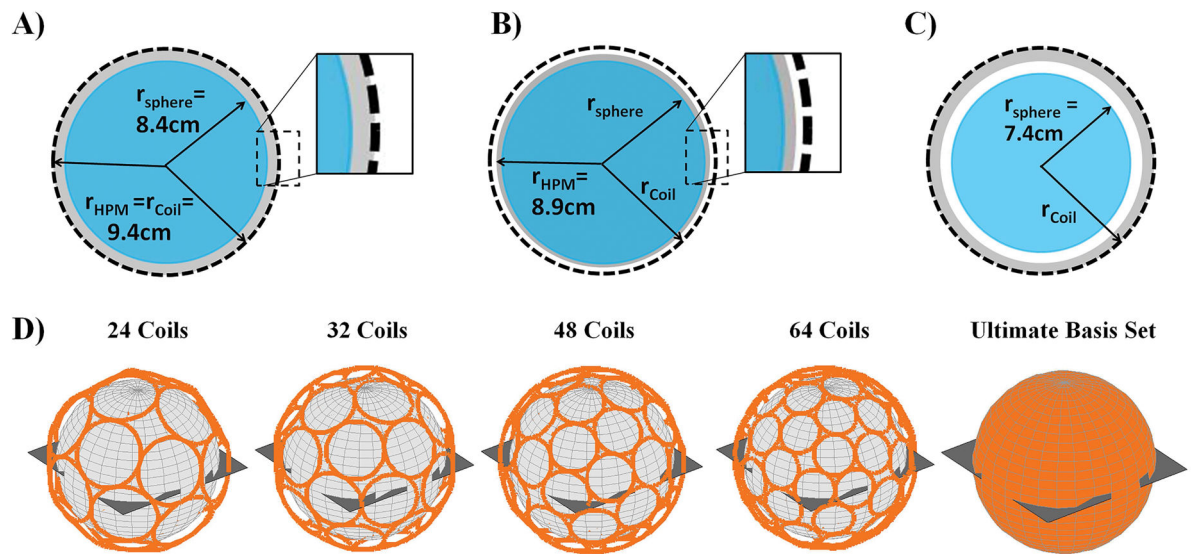 A)
r_sphere=
8.4cm
r_HPM =r_Coil=
9.4cm
B)
r_sphere
r_HPM=
8.9cm
r_Coil
C)
r_sphere =
7.4cm
r_Coil
D)
24 Coils
32 Coils
48 Coils
64 Coils
Ultimate Basis Set